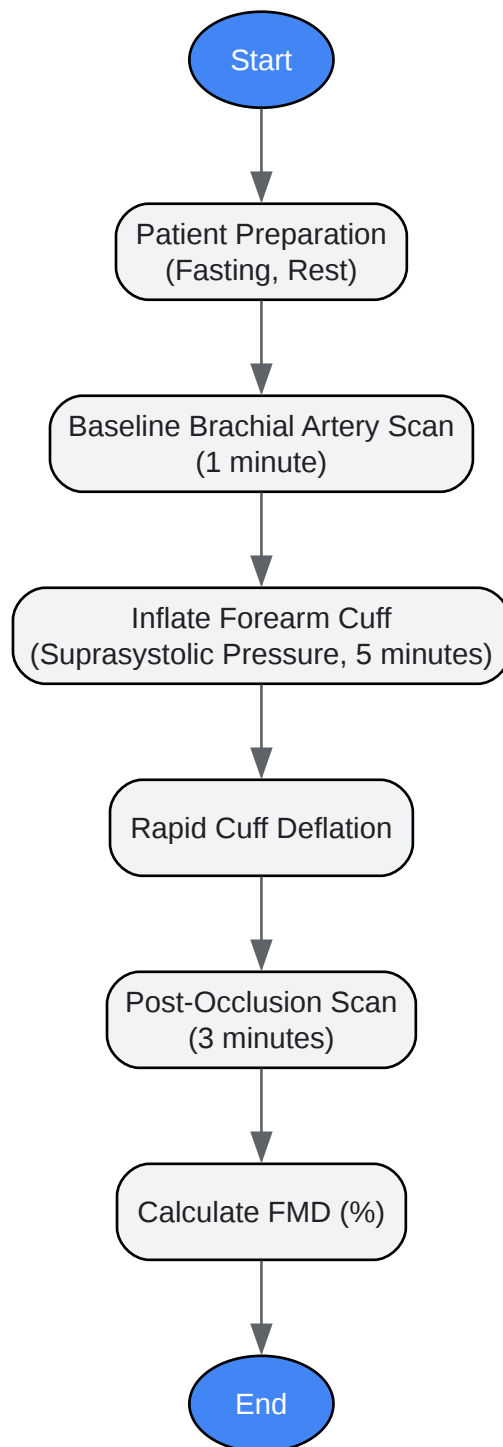 Start
Patient Preparation
(Fasting, Rest)
Baseline Brachial Artery Scan
(1 minute)
Inflate Forearm Cuff
(Suprasystolic Pressure, 5 minutes)
Rapid Cuff Deflation
Post-Occlusion Scan
(3 minutes)
Calculate FMD (%)
End